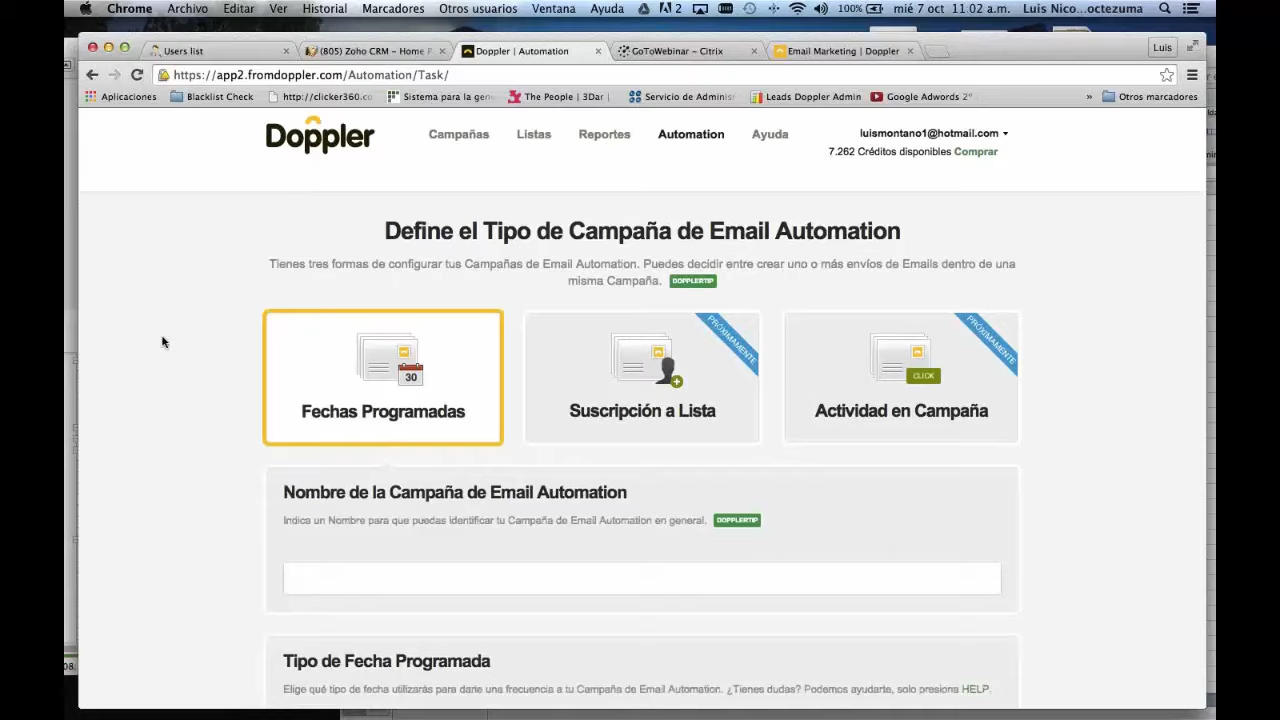 Chrome Archivo Editar Ver Historial Marcadores Otros usuarios Ventana Ayuda 2 100% mié 7 oct 11:02 a.m. Luis Nico...octezuma
Users list (805) Zoho CRM - Home P Doppler | Automation GoToWebinar - Citrix Email Marketing | Doppler Luis
https://app2.fromdoppler.com/Automation/Task/
Aplicaciones Blacklist Check http://clicker360.co Sistema para la gene The People | 3Dar | Servicio de Adminis Leads Doppler Admin Google Adwords 2° » Otros marcadores
Doppler Campañas Listas Reportes Automation Ayuda luismontano1@hotmail.com
7.262 Créditos disponibles Comprar
Define el Tipo de Campaña de Email Automation
Tienes tres formas de configurar tus Campañas de Email Automation. Puedes decidir entre crear uno o más envíos de Emails dentro de una
misma Campaña. DOPPLERTIP
PRÓXIMAMENTE PRÓXIMAMENTE
30 CLICK
Fechas Programadas Suscripción a Lista Actividad en Campaña
Nombre de la Campaña de Email Automation
Indica un Nombre para que puedas identificar tu Campaña de Email Automation en general. DOPPLERTIP
Tipo de Fecha Programada
08.
Elige qué tipo de fecha utilizarás para darle una frecuencia a tu Campaña de Email Automation. ¿Tienes dudas? Podemos ayudarte, solo presiona HELP.